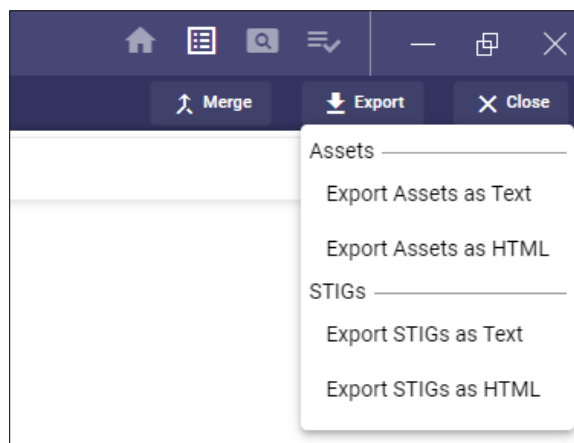 Merge Export Close
Assets
Export Assets as Text
Export Assets as HTML
STIGs
Export STIGs as Text
Export STIGs as HTML